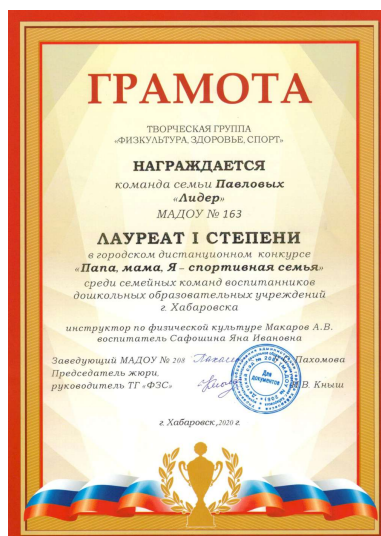 ГРАМОТА
ТВОРЧЕСКАЯ ГРУППА
«ФИЗКУЛЬТУРА, ЗДОРОВЬЕ, СПОРТ»
НАГРАЖДАЕТСЯ
команда семьи Павловых
«Лидер»
МАДОУ № 163
ЛАУРЕАТ I СТЕПЕНИ
в городском дистанционном конкурсе
«Папа, мама, Я – спортивная семья»
среди семейных команд воспитанников
дошкольных образовательных учреждений
г. Хабаровска
инструктор по физической культуре Макаров А.В.
воспитатель Сафошина Яна Ивановна
Заведующий МАДОУ № 208 Пахомова
Председатель жюри,
руководитель ТГ «ФЗС» В. Кныш
Для
документов
г. Хабаровск, 2020 г.